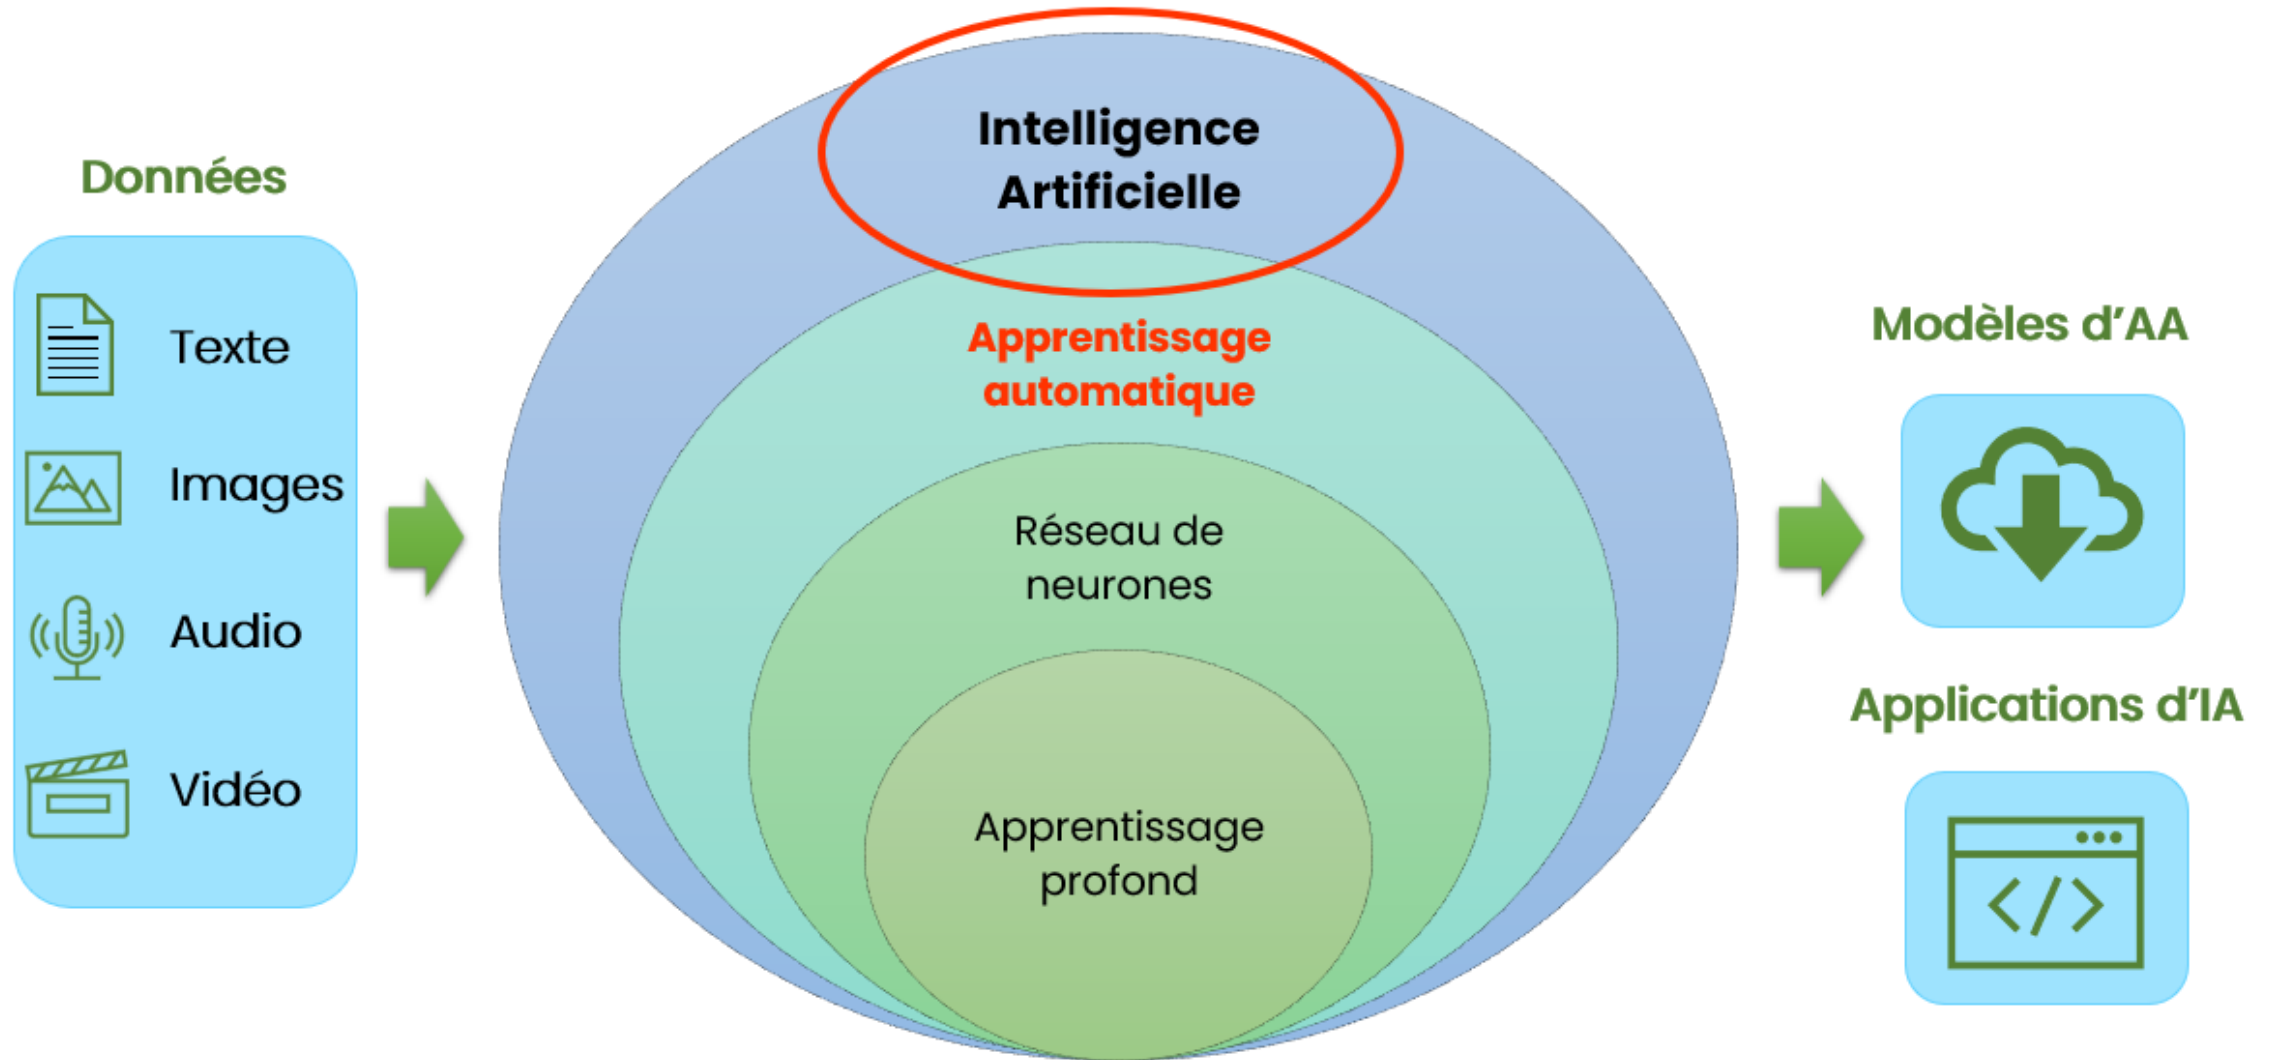 Données
Texte
Images
Audio
Vidéo
Intelligence
Artificielle
Apprentissage
automatique
Réseau de
neurones
Apprentissage
profond
Modèles d’AA
Applications d’IA
</>